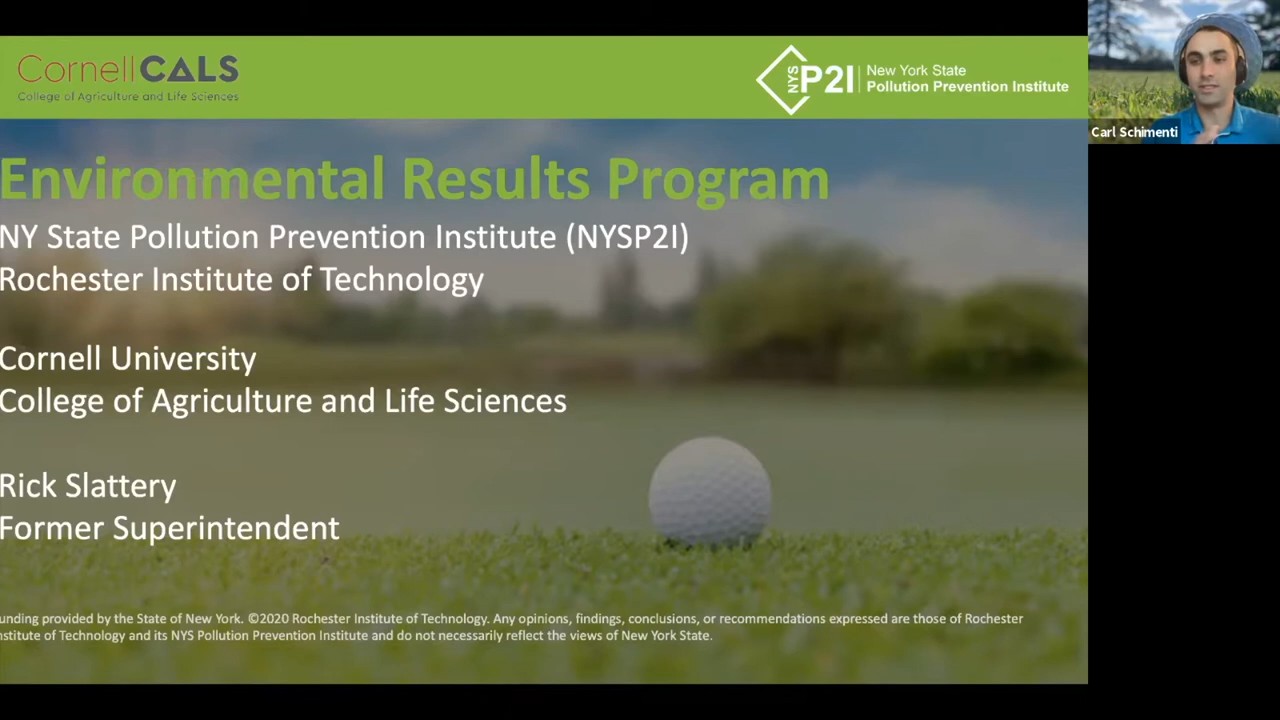 CornellCALS
College of Agriculture and Life Sciences
NYS P2I
New York State
Pollution Prevention Institute
Carl Schimenti
Environmental Results Program
NY State Pollution Prevention Institute (NYSP2I)
Rochester Institute of Technology
Cornell University
College of Agriculture and Life Sciences
Rick Slattery
Former Superintendent
unding provided by the State of New York. ©2020 Rochester Institute of Technology. Any opinions, findings, conclusions, or recommendations expressed are those of Rochester
nstitute of Technology and its NYS Pollution Prevention Institute and do not necessarily reflect the views of New York State.